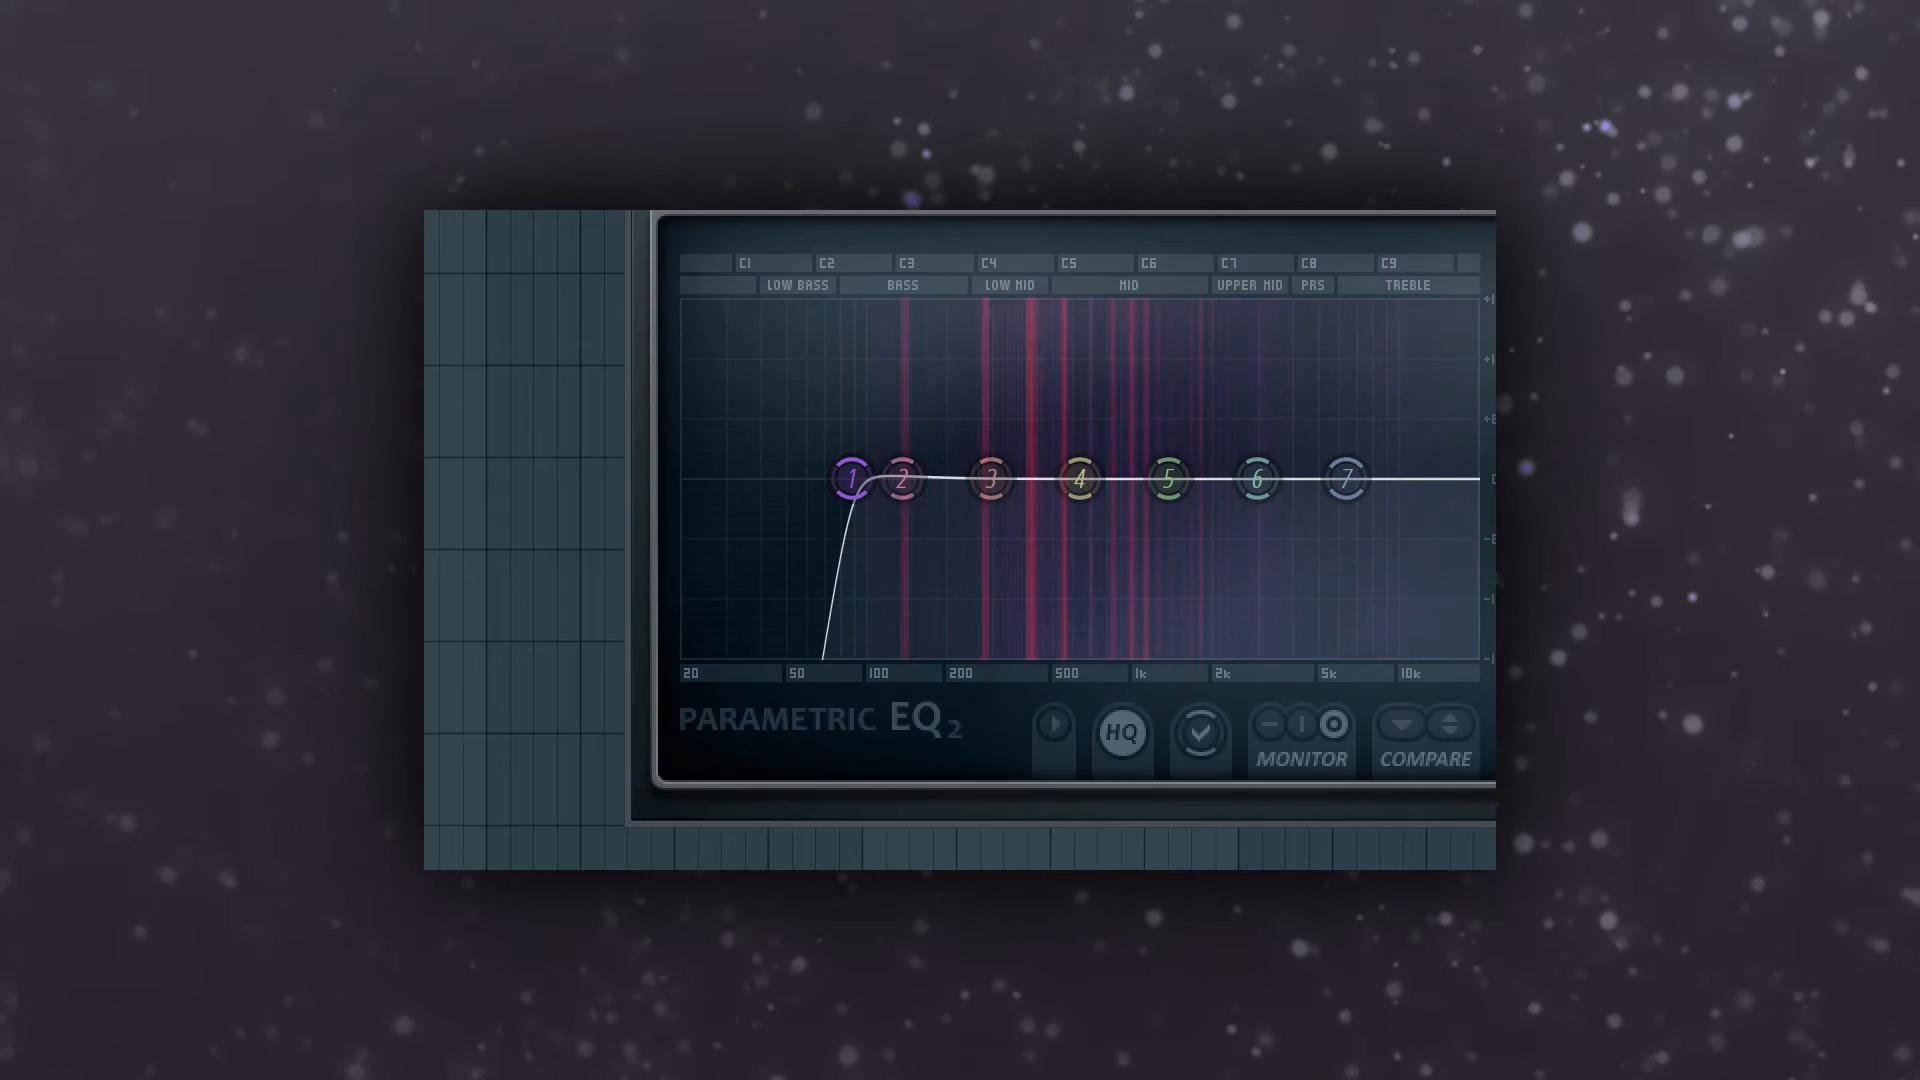 C1 C2 C3 C4 C5 C6 C7 C8 C9
LOW BASS BASS LOW MID MID UPPER MID PRS TREBLE
1 2 3 4 5 6 7
20 50 100 200 500 1k 2k 5k 10k
PARAMETRIC EQ 2
HQ
MONITOR COMPARE